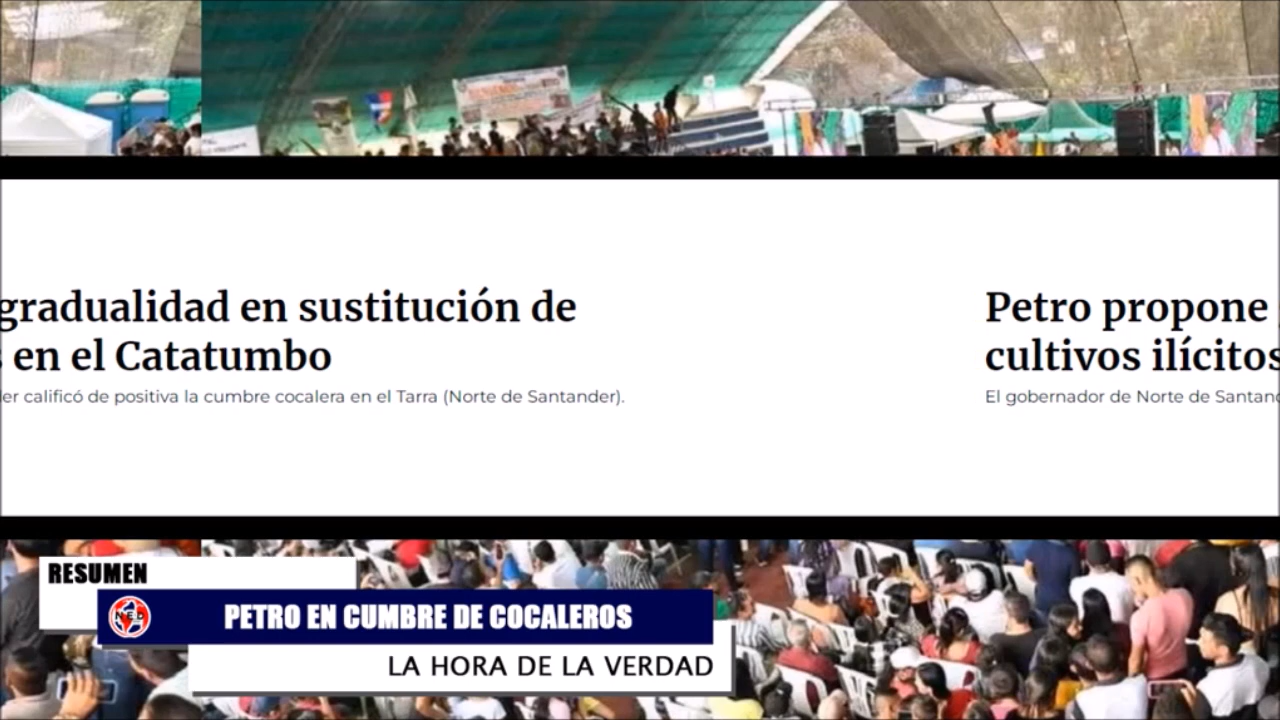 gradualidad en sustitución de
s en el Catatumbo
er calificó de positiva la cumbre cocalera en el Tarra (Norte de Santander).
Petro propone
cultivos ilícitos
El gobernador de Norte de Santand
RESUMEN
PETRO EN CUMBRE DE COCALEROS
LA HORA DE LA VERDAD